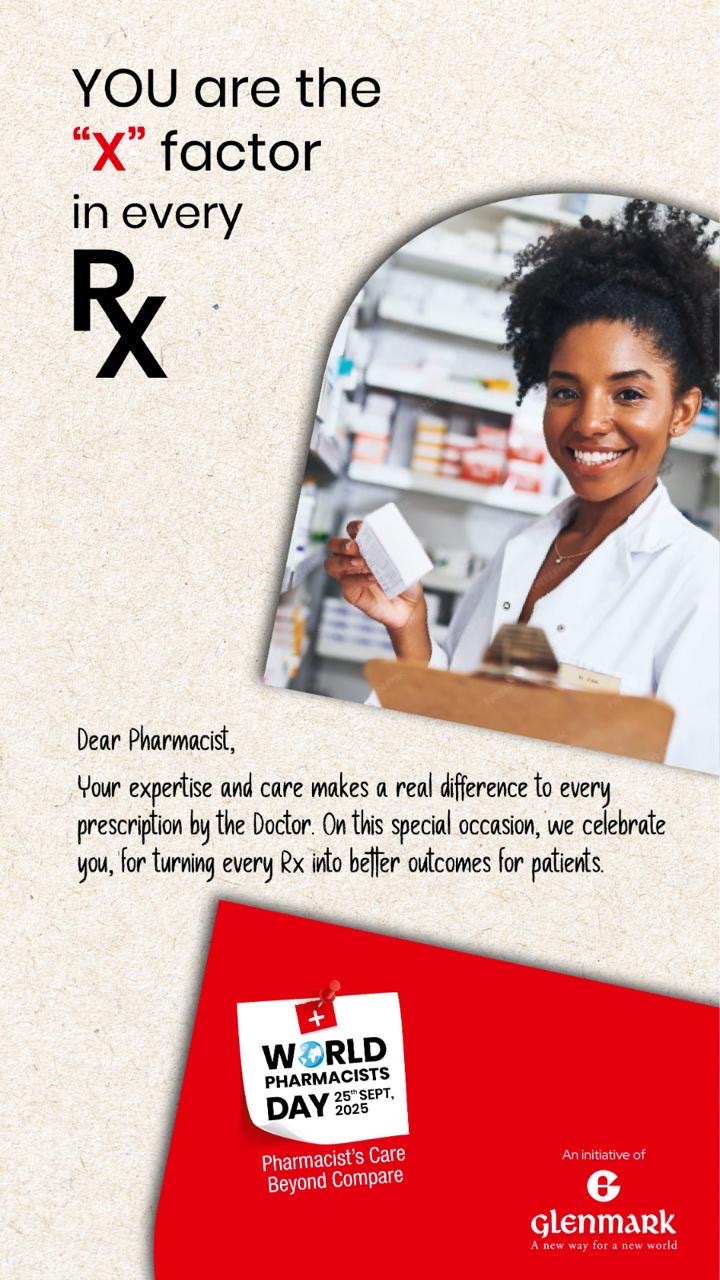 YOU are the
“X” factor
in every
Rx
Dear Pharmacist,
Your expertise and care makes a real difference to every
prescription by the Doctor. On this special occasion, we celebrate
you, for turning every Rx into better outcomes for patients.
WORLD
PHARMACISTS
DAY 25th SEPT,
2025
Pharmacist's Care
Beyond Compare
An initiative of
glenmark
A new way for a new world